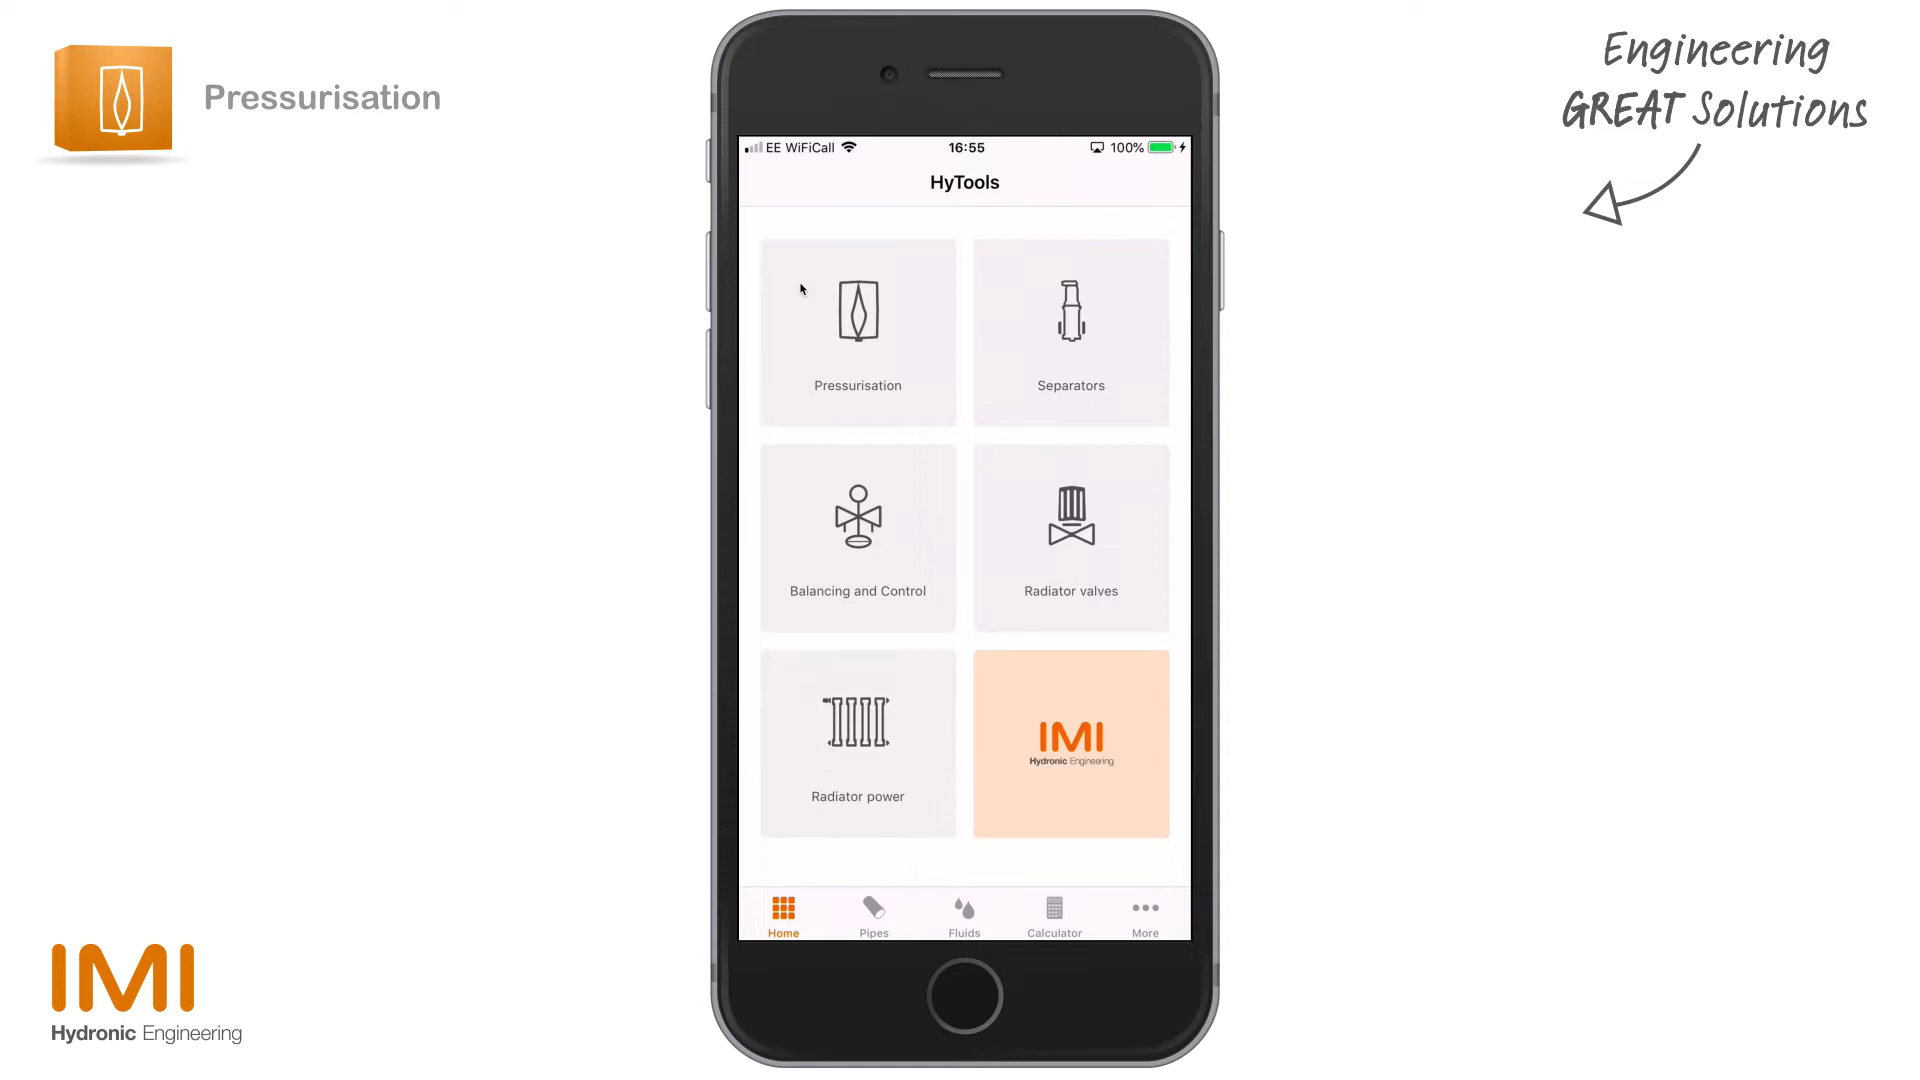 Pressurisation
Engineering
GREAT Solutions
EE WiFiCall
16:55
100%
HyTools
Pressurisation
Separators
Balancing and Control
Radiator valves
Radiator power
IMI
Hydronic Engineering
Home
Pipes
Fluids
Calculator
More
IMI
Hydronic Engineering